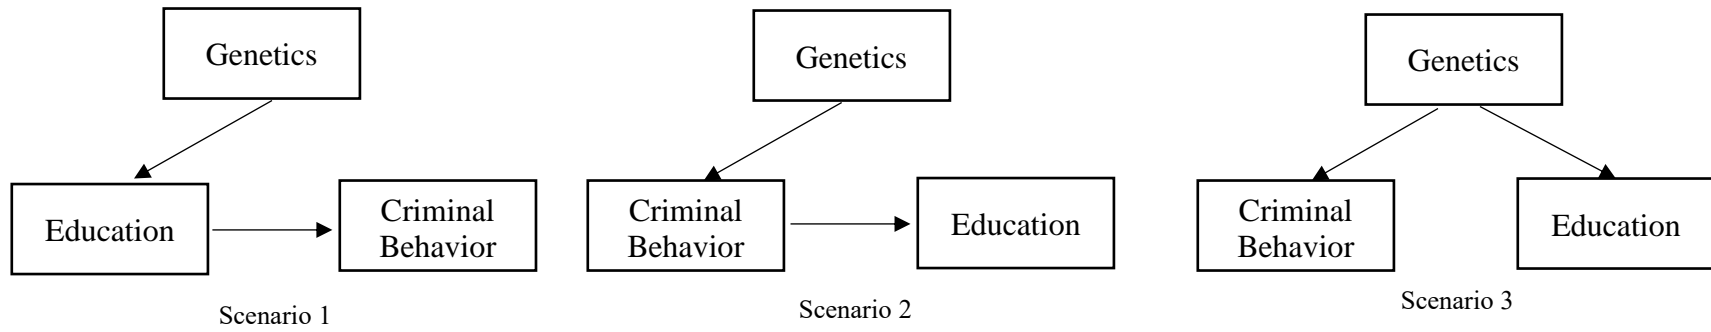 Genetics
Education
Criminal
Behavior
Scenario 1
Genetics
Criminal
Behavior
Education
Scenario 2
Genetics
Criminal
Behavior
Education
Scenario 3